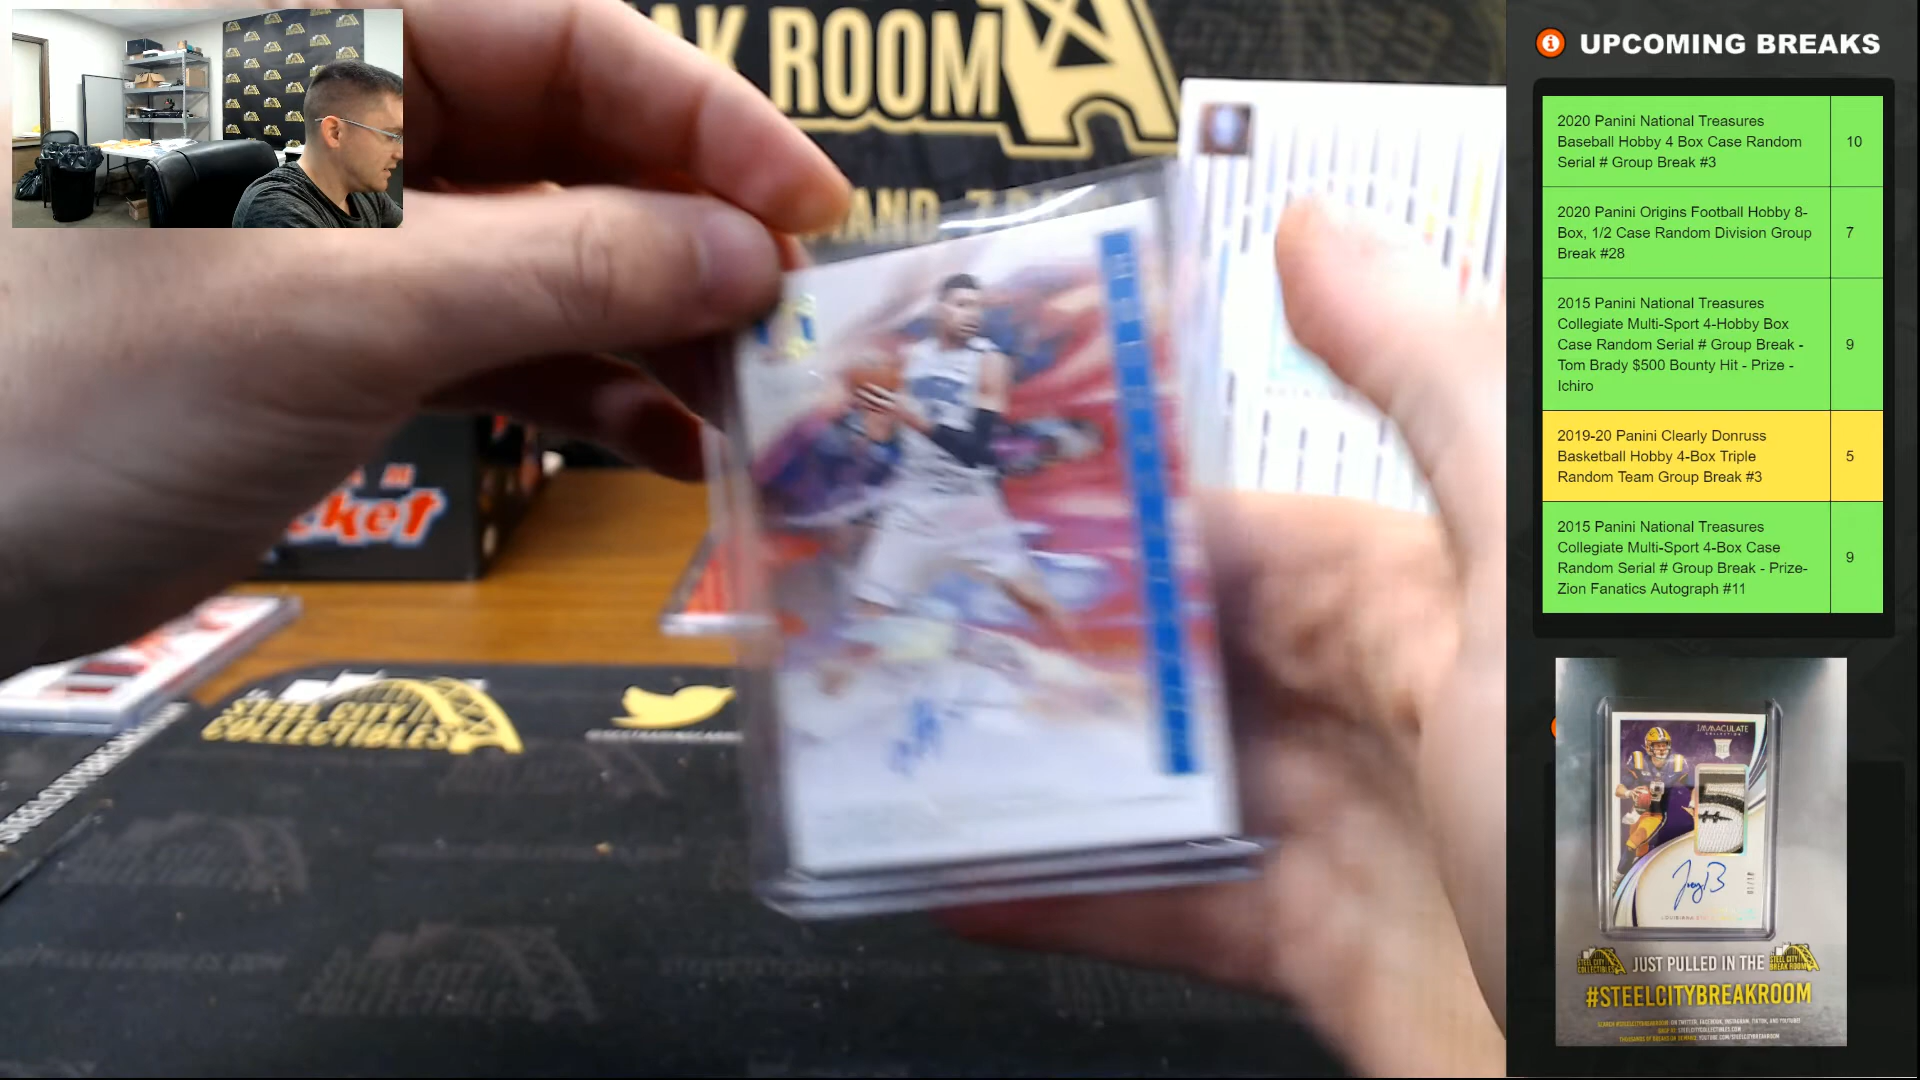 AK ROOM
MAND
UPCOMING BREAKS
2020 Panini National Treasures
Baseball Hobby 4 Box Case Random
Serial # Group Break #3
10
2020 Panini Origins Football Hobby 8-
Box, 1/2 Case Random Division Group
Break #28
7
2015 Panini National Treasures
Collegiate Multi-Sport 4-Hobby Box
Case Random Serial # Group Break -
Tom Brady $500 Bounty Hit - Prize -
Ichiro
9
2019-20 Panini Clearly Donruss
Basketball Hobby 4-Box Triple
Random Team Group Break #3
5
2015 Panini National Treasures
Collegiate Multi-Sport 4-Box Case
Random Serial # Group Break - Prize-
Zion Fanatics Autograph #11
9
cket
STEEL CITY
COLLECTIBLES
IMMACULATE
COLLECTION
JUST PULLED IN THE
#STEELCITYBREAKROOM